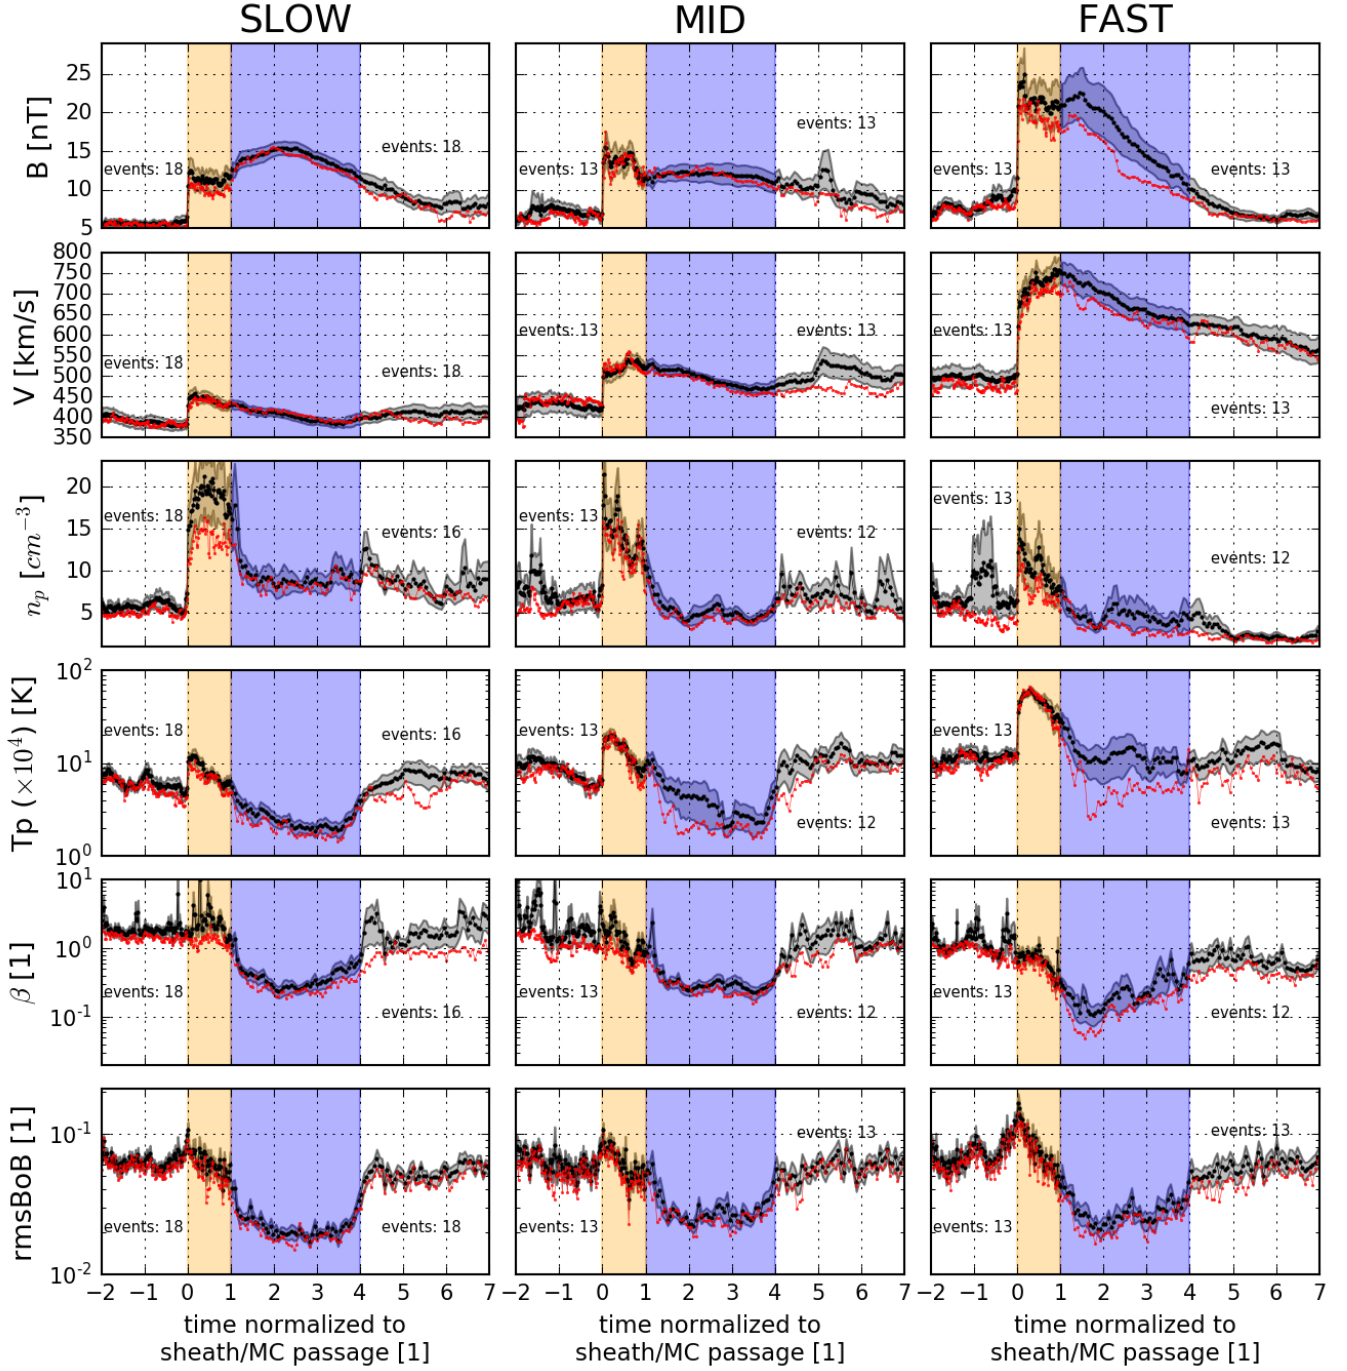 SLOW MID FAST
B [nT]
25
20
15
10
5
events: 18
events: 18
events: 13
events: 13
events: 13
events: 13
V [km/s]
800
750
700
650
600
550
500
450
400
350
events: 18
events: 18
events: 13
events: 13
events: 13
events: 13
n_p [cm^{-3}]
20
15
10
5
events: 18
events: 16
events: 13
events: 12
events: 13
events: 12
Tp (×10^4) [K]
10^2
10^1
10^0
events: 18
events: 16
events: 13
events: 12
events: 13
events: 13
β [1]
10^1
10^0
10^{-1}
events: 18
events: 16
events: 13
events: 12
events: 13
events: 12
rmsBoB [1]
10^{-1}
10^{-2}
events: 18
events: 18
events: 13
events: 13
events: 13
events: 13
−2 −1 0 1 2 3 4 5 6 7
−2 −1 0 1 2 3 4 5 6 7
−2 −1 0 1 2 3 4 5 6 7
time normalized to
sheath/MC passage [1]
time normalized to
sheath/MC passage [1]
time normalized to
sheath/MC passage [1]